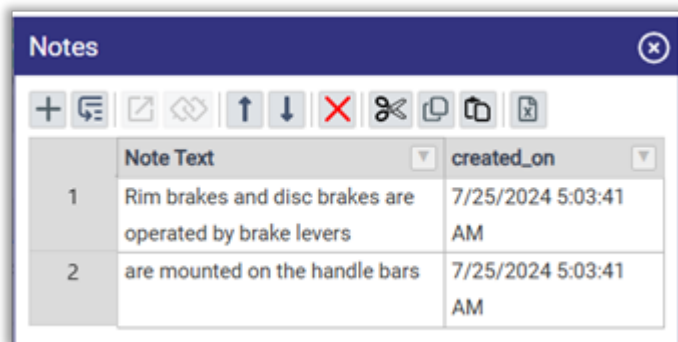 Notes
Note Text created_on
1 Rim brakes and disc brakes are 7/25/2024 5:03:41
operated by brake levers AM
2 are mounted on the handle bars 7/25/2024 5:03:41
AM